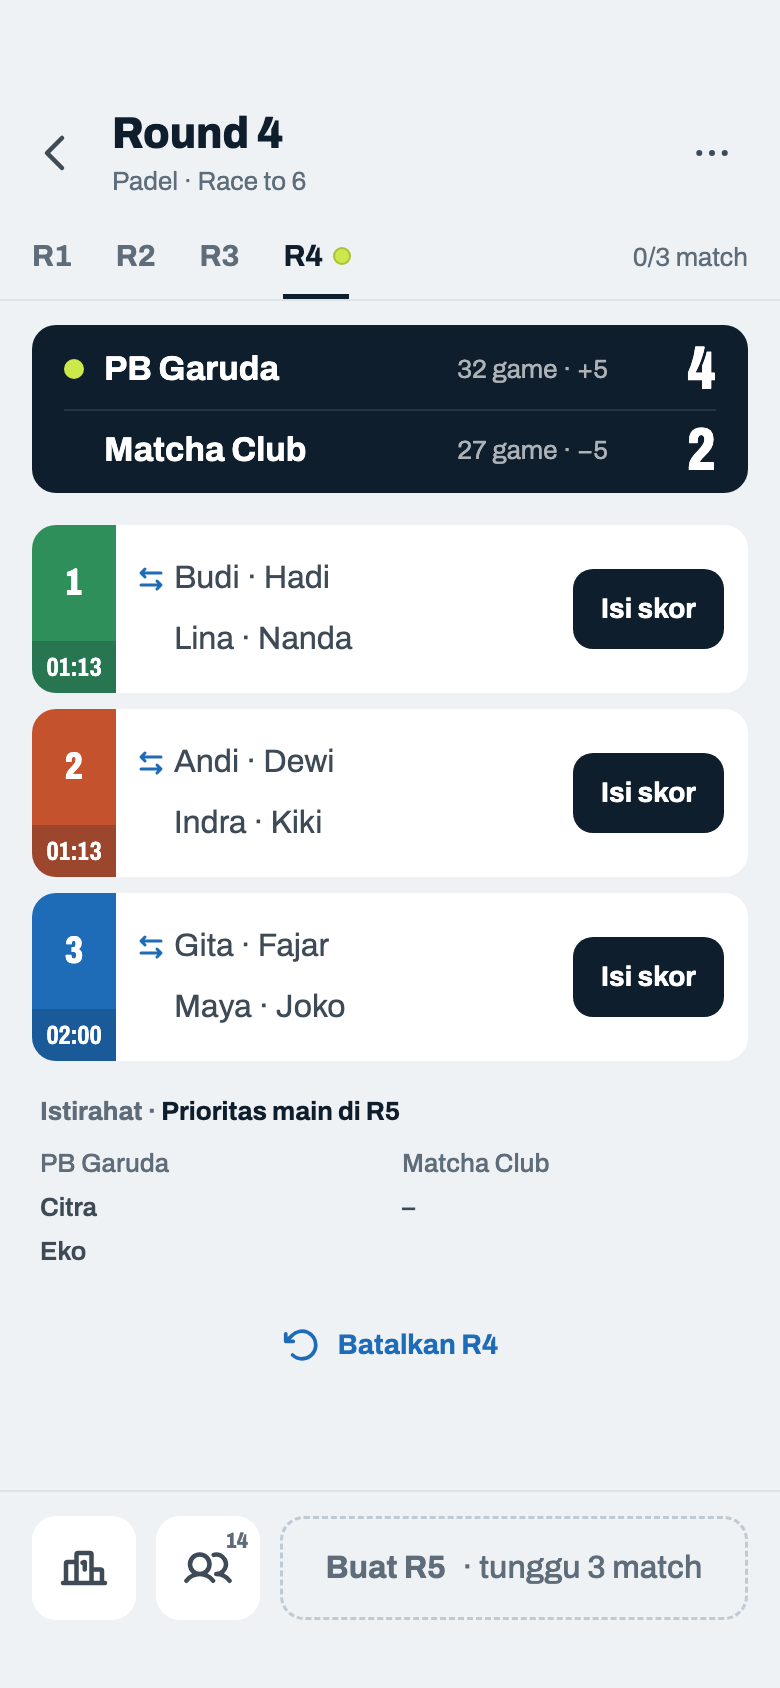 Round 4
Padel · Race to 6
R1 R2 R3 R4 0/3 match
PB Garuda 32 game · +5 4
Matcha Club 27 game · −5 2
1 Budi · Hadi
Lina · Nanda
Isi skor
01:13
2 Andi · Dewi
Indra · Kiki
Isi skor
01:13
3 Gita · Fajar
Maya · Joko
Isi skor
02:00
Istirahat · Prioritas main di R5
PB Garuda Matcha Club
Citra –
Eko
Batalkan R4
14
Buat R5 · tunggu 3 match